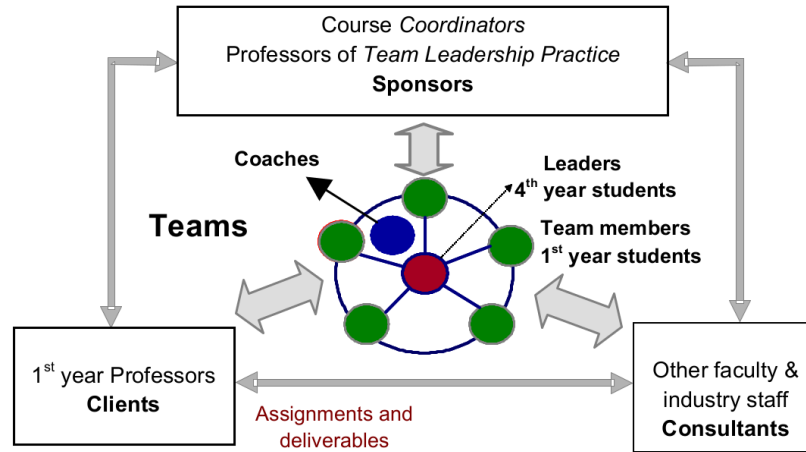 Course Coordinators
Professors of Team Leadership Practice
Sponsors
Coaches
Leaders
4th year students
Teams
Team members
1st year students
1st year Professors
Clients
Assignments and
deliverables
Other faculty &
industry staff
Consultants